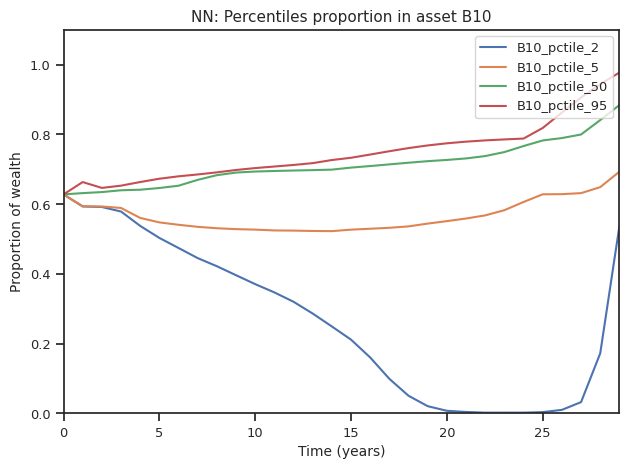 NN: Percentiles proportion in asset B10
B10_pctile_2
B10_pctile_5
B10_pctile_50
B10_pctile_95
Proportion of wealth
1.0
0.8
0.6
0.4
0.2
0.0
0 5 10 15 20 25
Time (years)